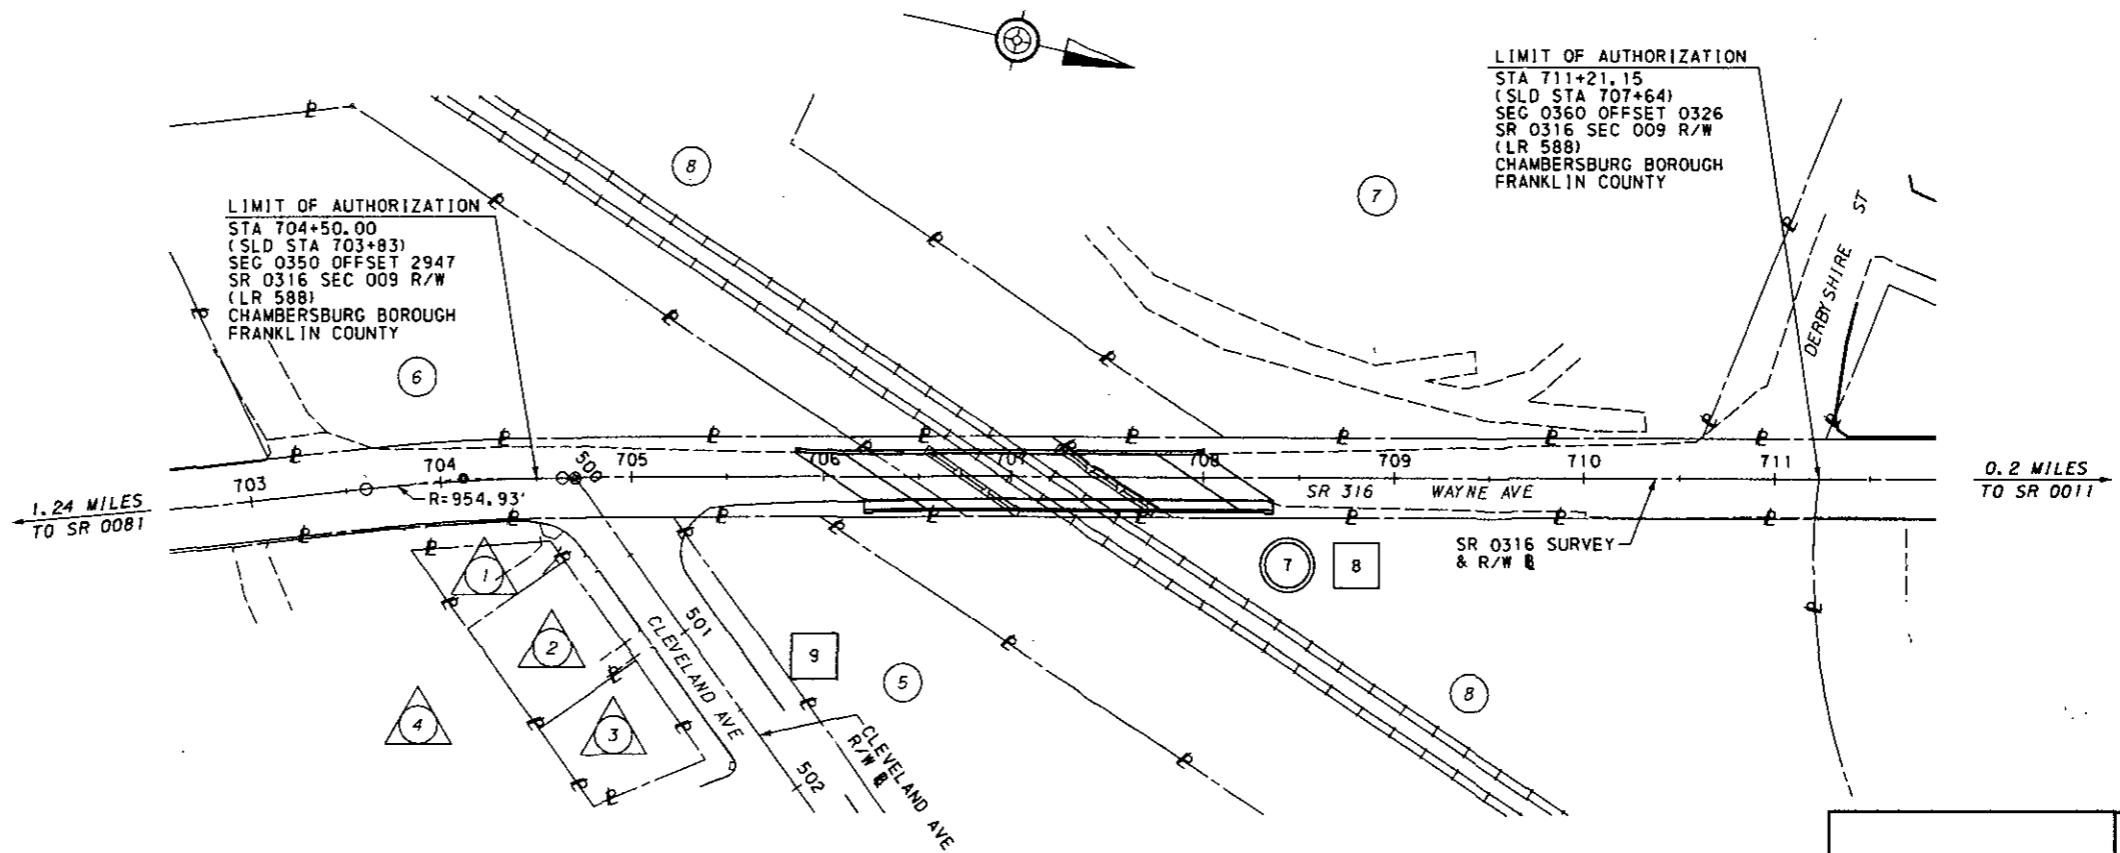 LIMIT OF AUTHORIZATION
STA 711+21.15
(SLD STA 707+64)
SEG 0360 OFFSET 0326
SR 0316 SEC 009 R/W
(LR 588)
CHAMBERSBURG BOROUGH
FRANKLIN COUNTY
LIMIT OF AUTHORIZATION
STA 704+50.00
(SLD STA 703+83)
SEG 0350 OFFSET 2947
SR 0316 SEC 009 R/W
(LR 588)
CHAMBERSBURG BOROUGH
FRANKLIN COUNTY
8
7
DERBYSHIRE ST
6
703
704
500
705
706
707
708
709
710
711
R=954.93'
SR 316 WAYNE AVE
1.24 MILES
TO SR 0081
0.2 MILES
TO SR 0011
SR 0316 SURVEY
& R/W ⅊
1
2
3
4
7
8
9
5
8
501
502
CLEVELAND AVE
CLEVELAND AVE
R/W